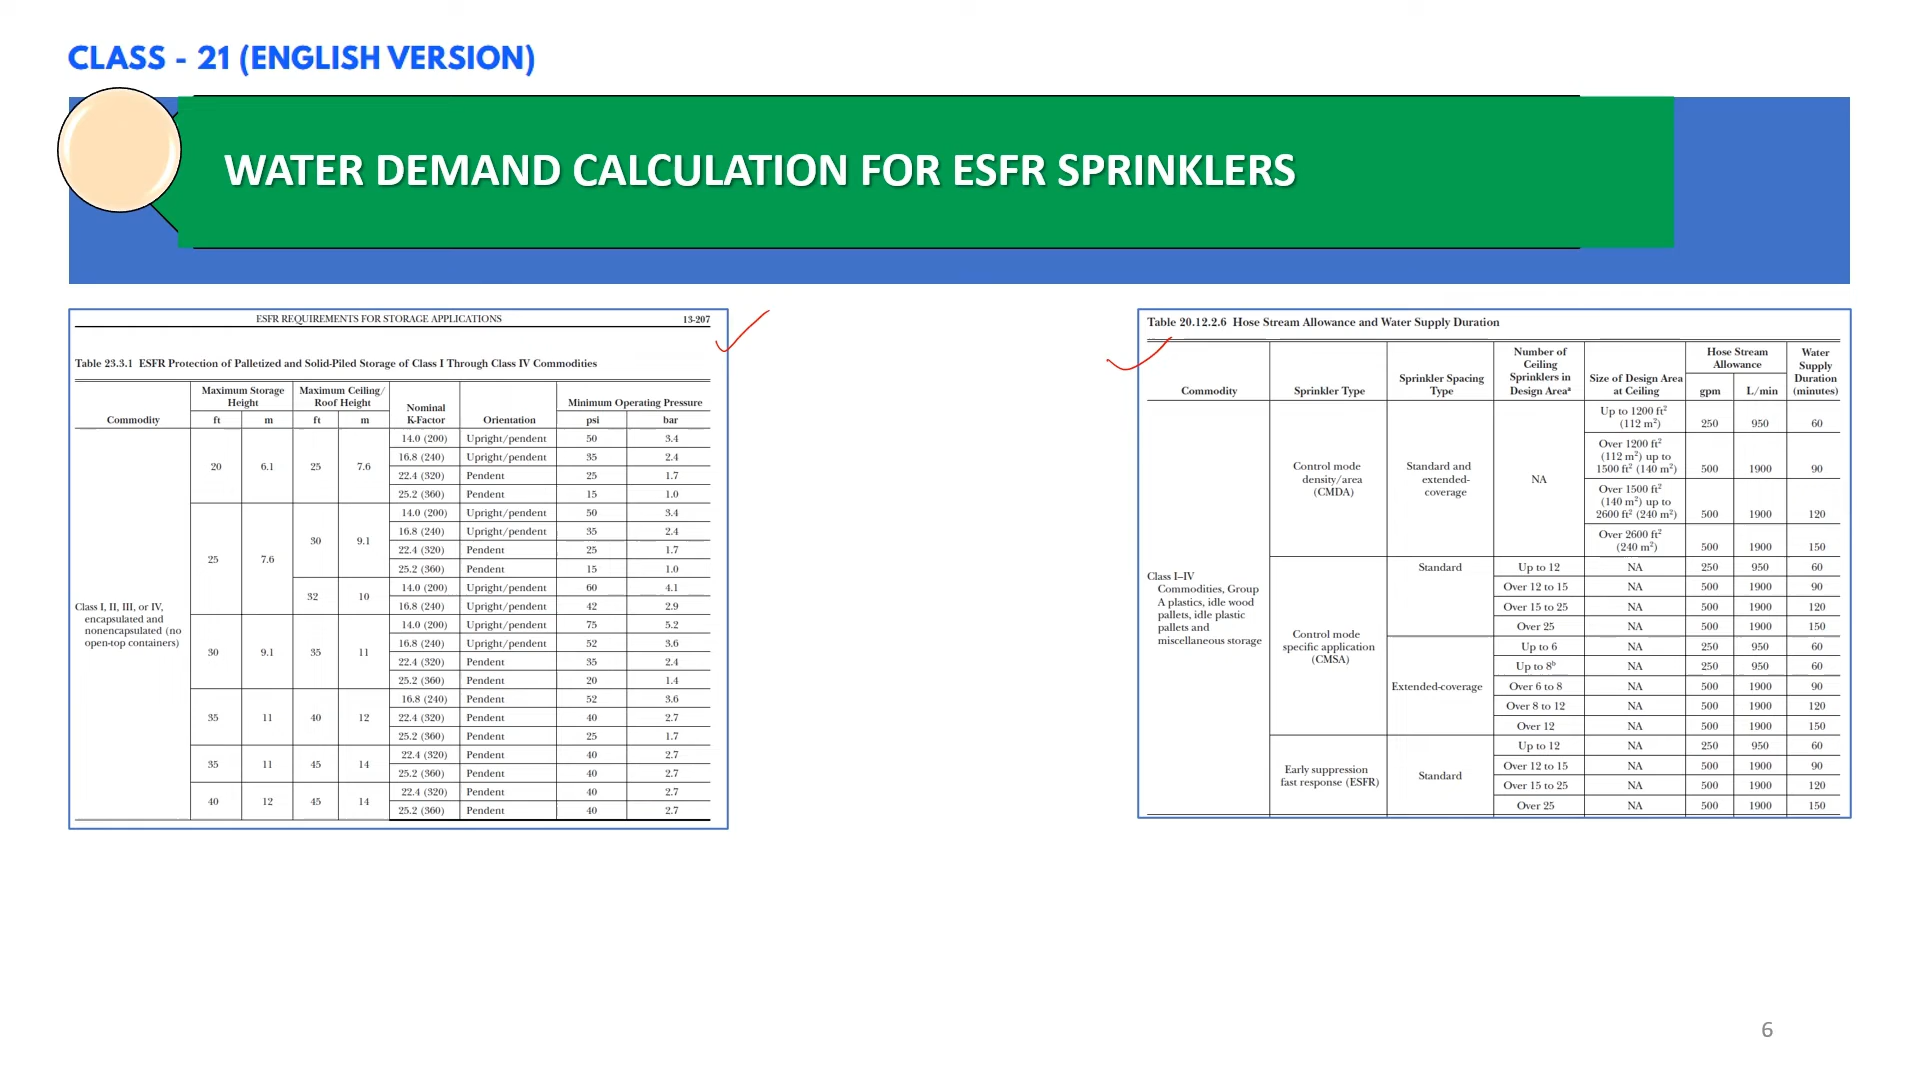 CLASS - 21 (ENGLISH VERSION)
WATER DEMAND CALCULATION FOR ESFR SPRINKLERS
ESFR REQUIREMENTS FOR STORAGE APPLICATIONS 13-207
Table 23.3.1 ESFR Protection of Palletized and Solid-Piled Storage of Class I Through Class IV Commodities
Maximum Storage Maximum Ceiling/
Height Roof Height Nominal Minimum Operating Pressure
Commodity ft m ft m K-Factor Orientation psi bar
Class I, II, III, or IV,
encapsulated and
nonencapsulated (no
open-top containers)
20 6.1 25 7.6
14.0 (200) Upright/pendent 50 3.4
16.8 (240) Upright/pendent 35 2.4
22.4 (320) Pendent 25 1.7
25.2 (360) Pendent 15 1.0
25 7.6 30 9.1
14.0 (200) Upright/pendent 50 3.4
16.8 (240) Upright/pendent 35 2.4
22.4 (320) Pendent 25 1.7
25.2 (360) Pendent 15 1.0
32 10
14.0 (200) Upright/pendent 60 4.1
16.8 (240) Upright/pendent 42 2.9
30 9.1 35 11
14.0 (200) Upright/pendent 75 5.2
16.8 (240) Upright/pendent 52 3.6
22.4 (320) Pendent 35 2.4
25.2 (360) Pendent 20 1.4
35 11 40 12
16.8 (240) Pendent 52 3.6
22.4 (320) Pendent 40 2.7
25.2 (360) Pendent 25 1.7
35 11 45 14
22.4 (320) Pendent 40 2.7
25.2 (360) Pendent 40 2.7
40 12 45 14
22.4 (320) Pendent 40 2.7
25.2 (360) Pendent 40 2.7
Table 20.12.2.6 Hose Stream Allowance and Water Supply Duration
Commodity
Sprinkler Type
Sprinkler Spacing
Type
Number of
Ceiling
Sprinklers in
Design Areaᵃ
Size of Design Area
at Ceiling
Hose Stream
Allowance
gpm L/min
Water
Supply
Duration
(minutes)
Class I–IV
Commodities, Group
A plastics, idle wood
pallets, idle plastic
pallets and
miscellaneous storage
Control mode
density/area
(CMDA)
Standard and
extended-
coverage
NA
Up to 1200 ft²
(112 m²) 250 950 60
Over 1200 ft²
(112 m²) up to
1500 ft² (140 m²) 500 1900 90
Over 1500 ft²
(140 m²) up to
2600 ft² (240 m²) 500 1900 120
Over 2600 ft²
(240 m²) 500 1900 150
Control mode
specific application
(CMSA)
Standard Up to 12 NA 250 950 60
Over 12 to 15 NA 500 1900 90
Over 15 to 25 NA 500 1900 120
Over 25 NA 500 1900 150
Extended-coverage
Up to 6 NA 250 950 60
Up to 8ᵇ NA 250 950 60
Over 6 to 8 NA 500 1900 90
Over 8 to 12 NA 500 1900 120
Over 12 NA 500 1900 150
Early suppression
fast response (ESFR)
Standard
Up to 12 NA 250 950 60
Over 12 to 15 NA 500 1900 90
Over 15 to 25 NA 500 1900 120
Over 25 NA 500 1900 150
6